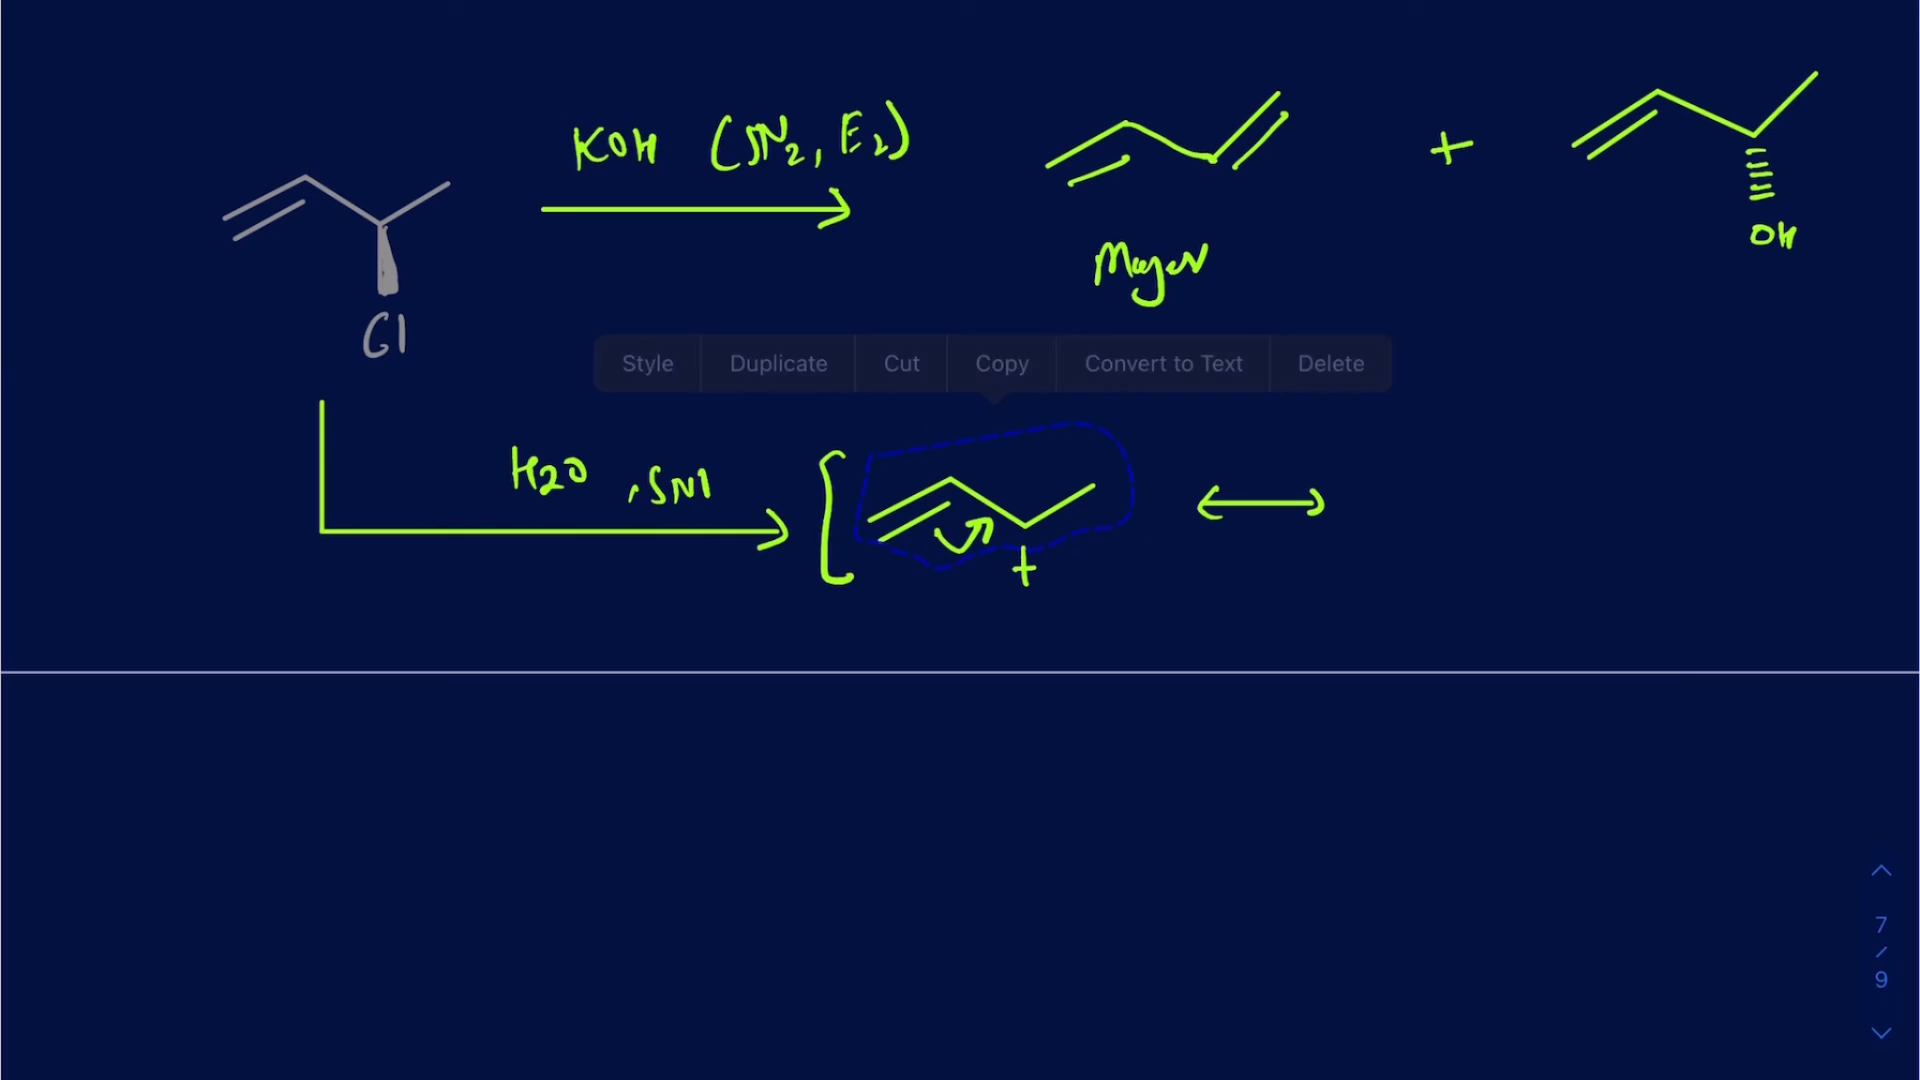 KOH (SN2, E2)
+
OH
Major
Cl
Style Duplicate Cut Copy Convert to Text Delete
H2O , SN1
+
7
/
9